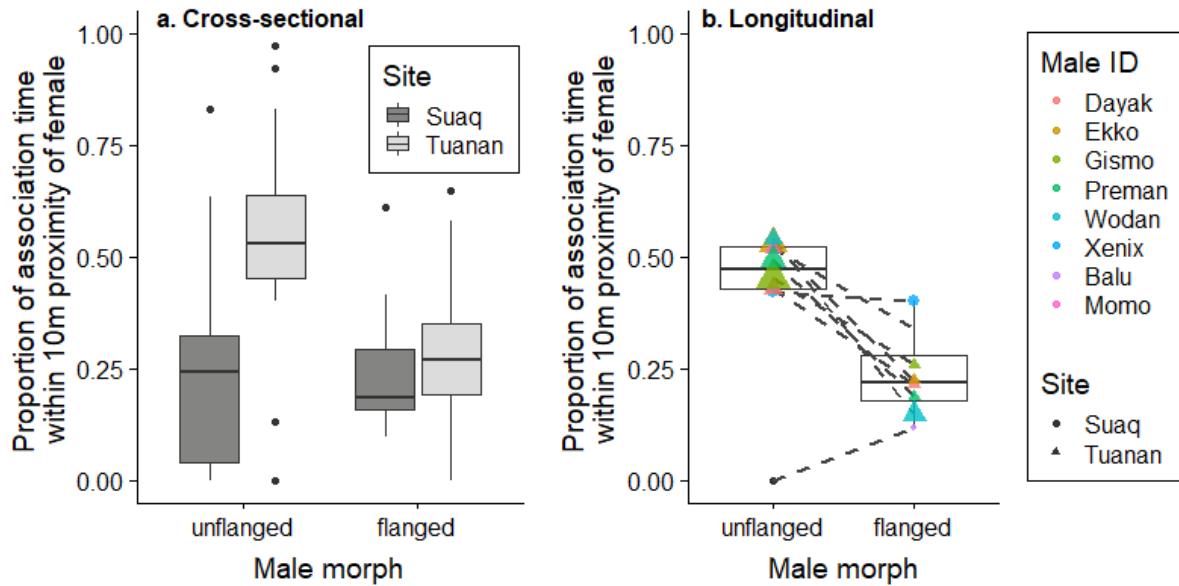 a. Cross-sectional
Proportion of association time
within 10m proximity of female
1.00
0.75
0.50
0.25
0.00
Site
Suaq
Tuanan
unflanged
flanged
Male morph
b. Longitudinal
Proportion of association time
within 10m proximity of female
1.00
0.75
0.50
0.25
0.00
unflanged
flanged
Male morph
Male ID
Dayak
Ekko
Gismo
Preman
Wodan
Xenix
Balu
Momo
Site
Suaq
Tuanan